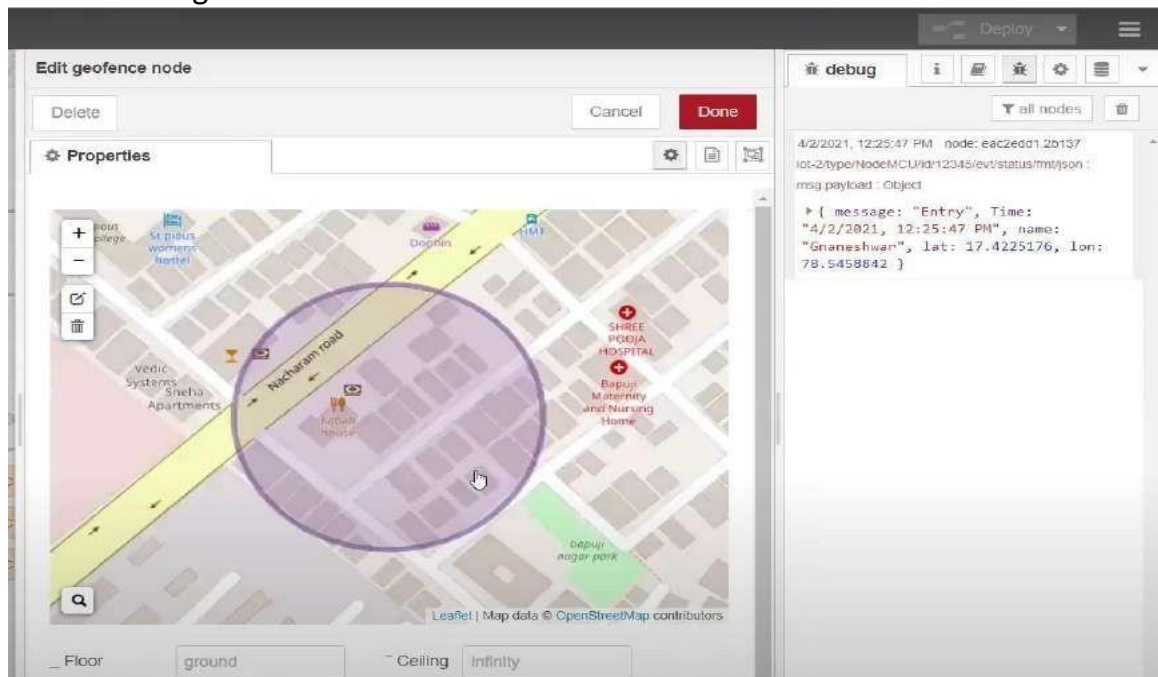 Deploy
Edit geofence node
Delete
Cancel
Done
Properties
debug
i
all nodes
4/2/2021, 12:25:47 PM node: eac2edd1.2b137
iot-2/type/NodeMCU/id/12345/evt/status/fmt/json :
msg.payload : Object
{ message: "Entry", Time:
"4/2/2021, 12:25:47 PM", name:
"Gnaneshwar", lat: 17.4225176, lon:
78.5458842 }
+
−
St pious
womens
hostel
Dophin
HMT
SHREE
POOJA
HOSPITAL
Bapuji
Maternity
and Nursing
Home
Nacharam road
Vedic
Systems
Sneha
Apartments
Kabab
house
bapuji
nagar park
Leaflet | Map data © OpenStreetMap contributors
Floor
ground
Ceiling
Infinity